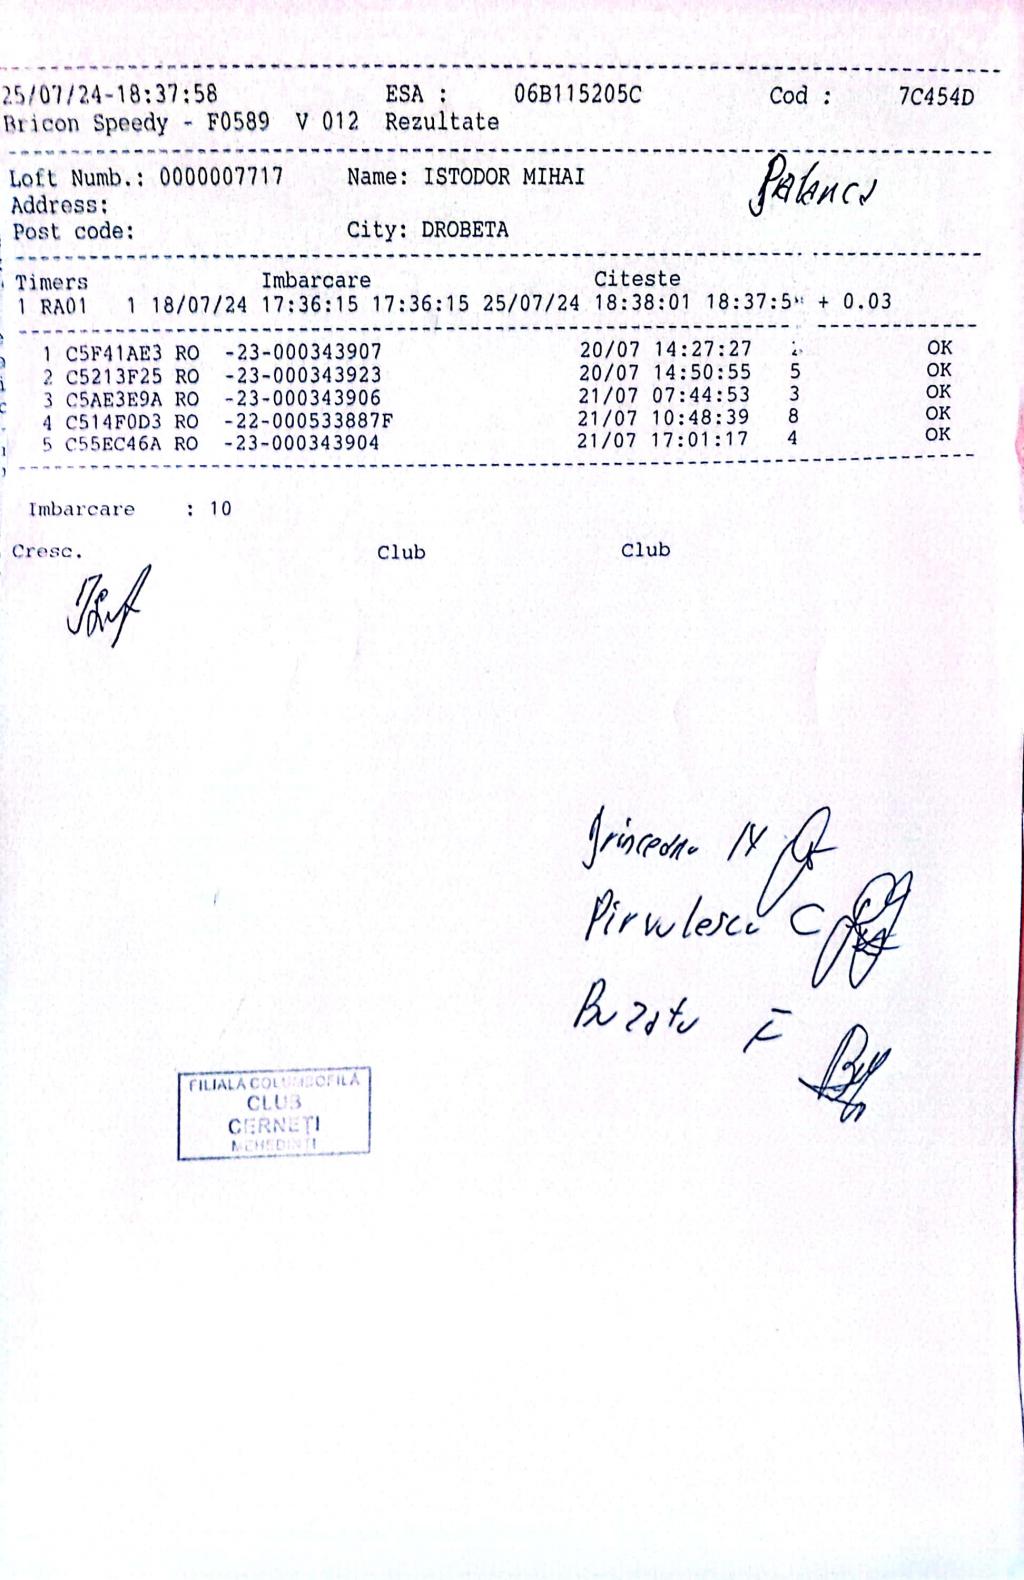 25/07/24-18:37:58 ESA : 06B115205C Cod : 7C454D
Bricon Speedy - F0589 V 012 Rezultate
Loft Numb.: 0000007717 Name: ISTODOR MIHAI
Address:
Post code: City: DROBETA
Timers Imbarcare Citeste
1 RA01 1 18/07/24 17:36:15 17:36:15 25/07/24 18:38:01 + 0.03
1 C5F41AE3 RO -23-000343907 20/07 14:27:27 OK
2 C5213F25 RO -23-000343923 20/07 14:50:55 5 OK
3 C5AE3E9A RO -23-000343906 21/07 07:44:53 3 OK
4 C514F0D3 RO -22-000533887F 21/07 10:48:39 8 OK
5 C55EC46A RO -23-000343904 21/07 17:01:17 4 OK
Imbarcare : 10
Cresc. Club Club
Pirvulescu C
Buzatu F
FILIALA COLUMBOFILĂ
CLUB
CERNEȚI
MEHEDINȚI